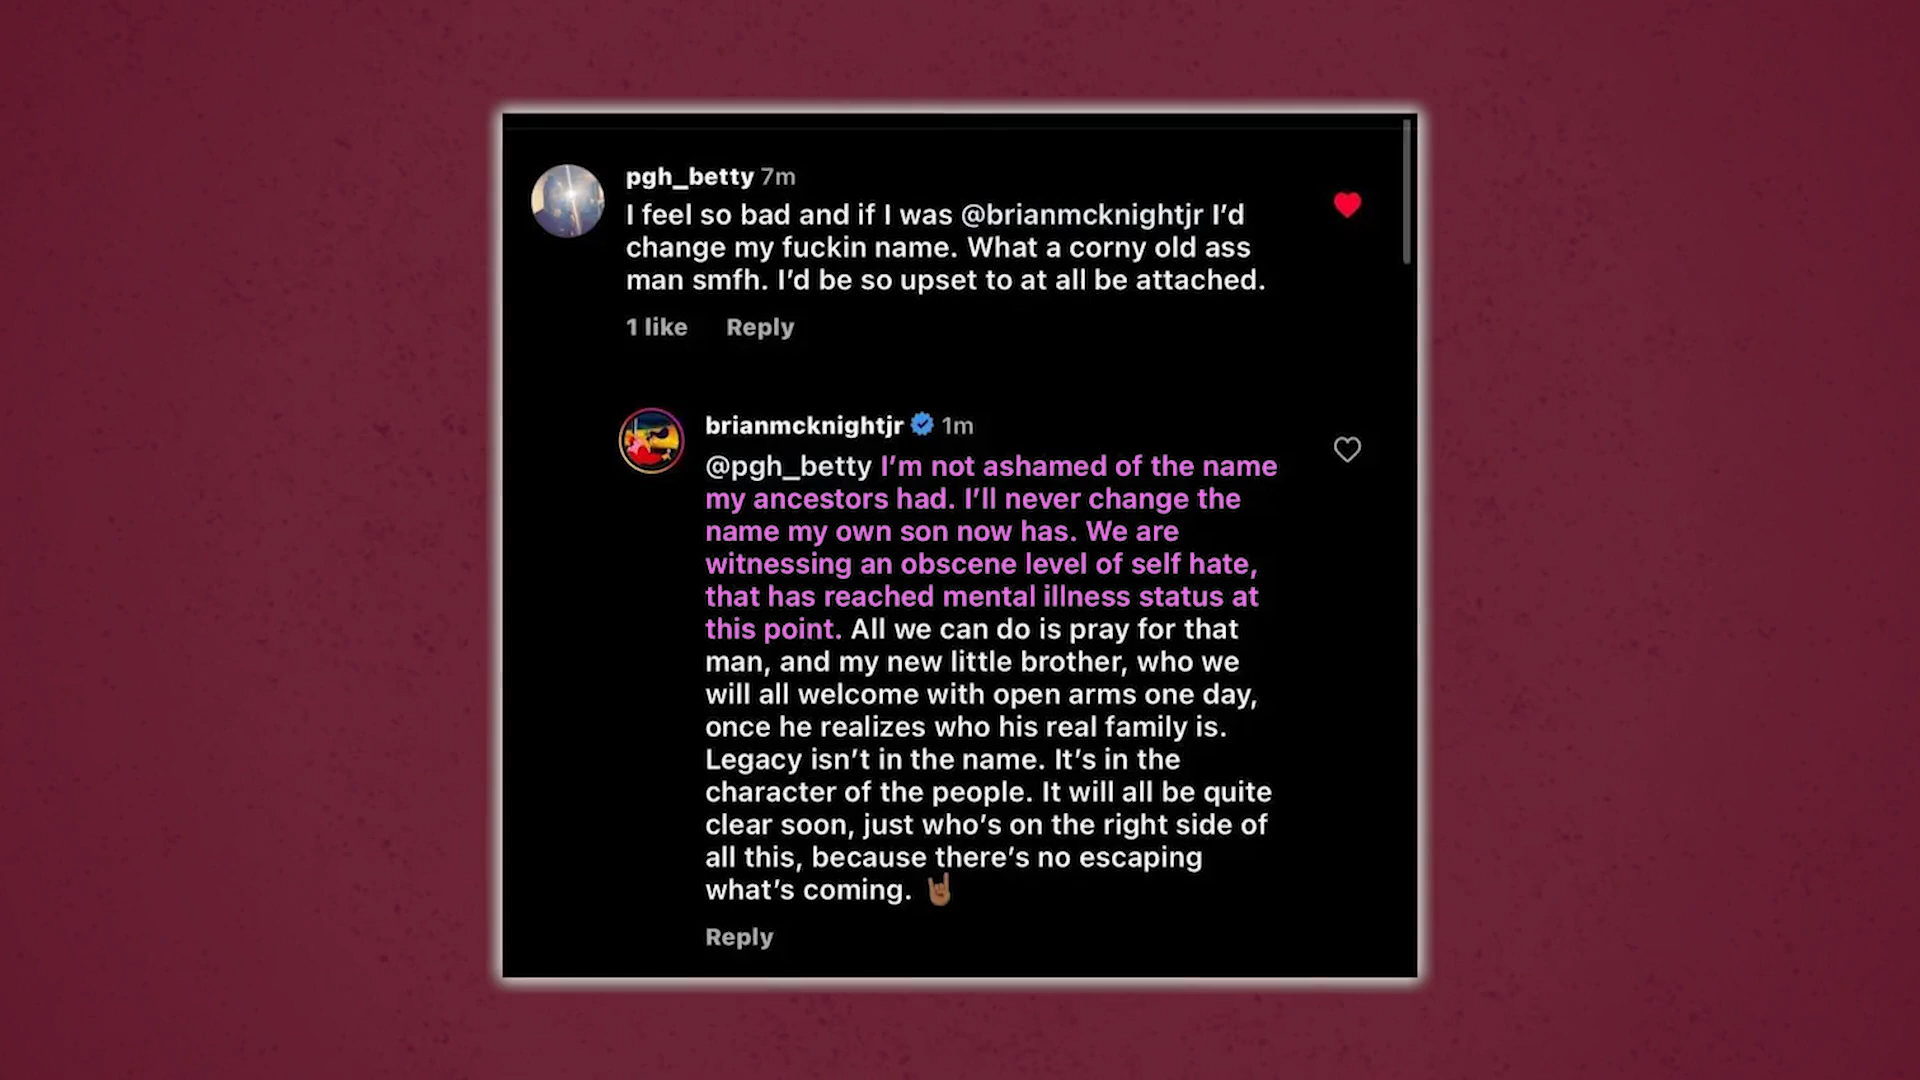 pgh_betty 7m
I feel so bad and if I was @brianmcknightjr I’d
change my fuckin name. What a corny old ass
man smfh. I’d be so upset to at all be attached.
1 like Reply
brianmcknightjr 1m
@pgh_betty I’m not ashamed of the name
my ancestors had. I’ll never change the
name my own son now has. We are
witnessing an obscene level of self hate,
that has reached mental illness status at
this point. All we can do is pray for that
man, and my new little brother, who we
will all welcome with open arms one day,
once he realizes who his real family is.
Legacy isn’t in the name. It’s in the
character of the people. It will all be quite
clear soon, just who’s on the right side of
all this, because there’s no escaping
what’s coming. 🤘🏾
Reply